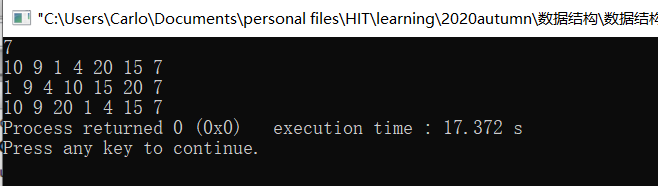 "C:\Users\Carlo\Documents\personal files\HIT\learning\2020autumn\数据结构\数据结构
7
10 9 1 4 20 15 7
1 9 4 10 15 20 7
10 9 20 1 4 15 7
Process returned 0 (0x0)   execution time : 17.372 s
Press any key to continue.